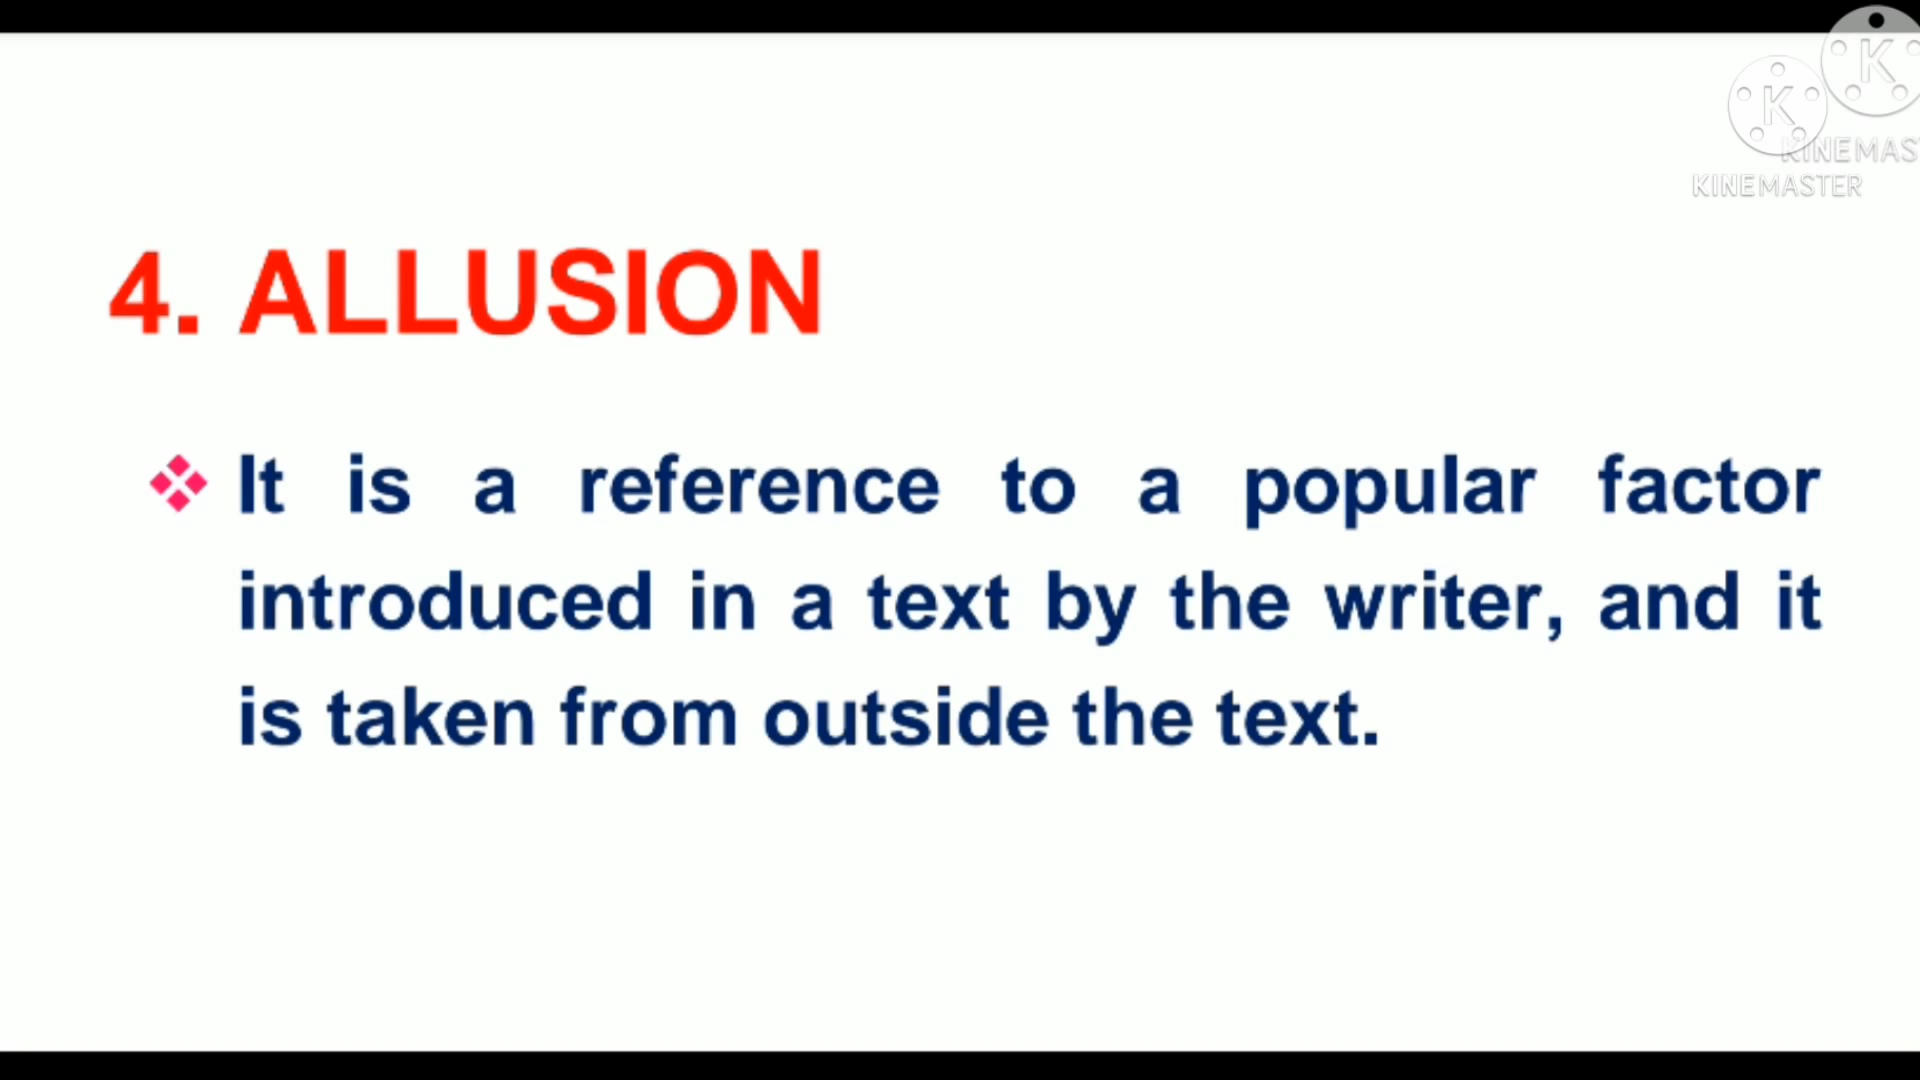 K
K
KINEMAS
KINEMASTER
4. ALLUSION
It is a reference to a popular factor
introduced in a text by the writer, and it
is taken from outside the text.